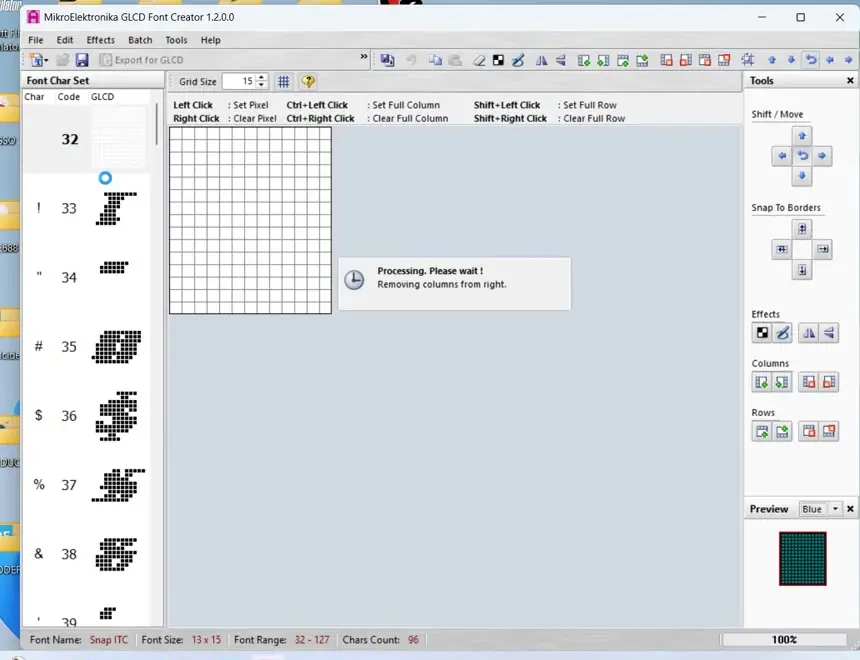 MikroElektronika GLCD Font Creator 1.2.0.0
File Edit Effects Batch Tools Help
Export for GLCD »
Font Char Set
Grid Size 15
Tools
Char Code GLCD
Left Click : Set Pixel Ctrl+Left Click : Set Full Column Shift+Left Click : Set Full Row
Right Click : Clear Pixel Ctrl+Right Click : Clear Full Column Shift+Right Click : Clear Full Row
Shift / Move
32
! 33
Snap To Borders
" 34
Processing. Please wait !
Removing columns from right.
Effects
# 35
Columns
$ 36
Rows
% 37
Preview Blue
& 38
' 39
Font Name: Snap ITC Font Size: 13 x 15 Font Range: 32 - 127 Chars Count: 96 100%